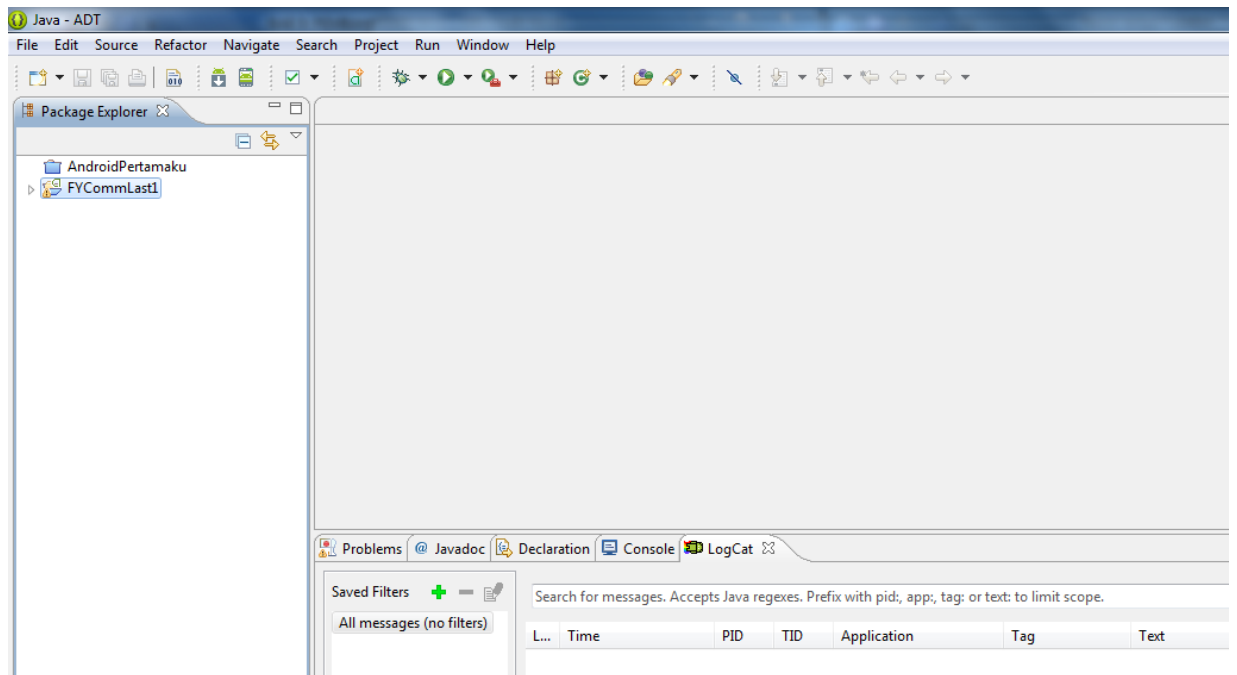 Java - ADT
File Edit Source Refactor Navigate Search Project Run Window Help
Package Explorer
AndroidPertamaku
FYCommLast1
Problems @ Javadoc Declaration Console LogCat
Saved Filters
Search for messages. Accepts Java regexes. Prefix with pid:, app:, tag: or text: to limit scope.
All messages (no filters)
L... Time PID TID Application Tag Text